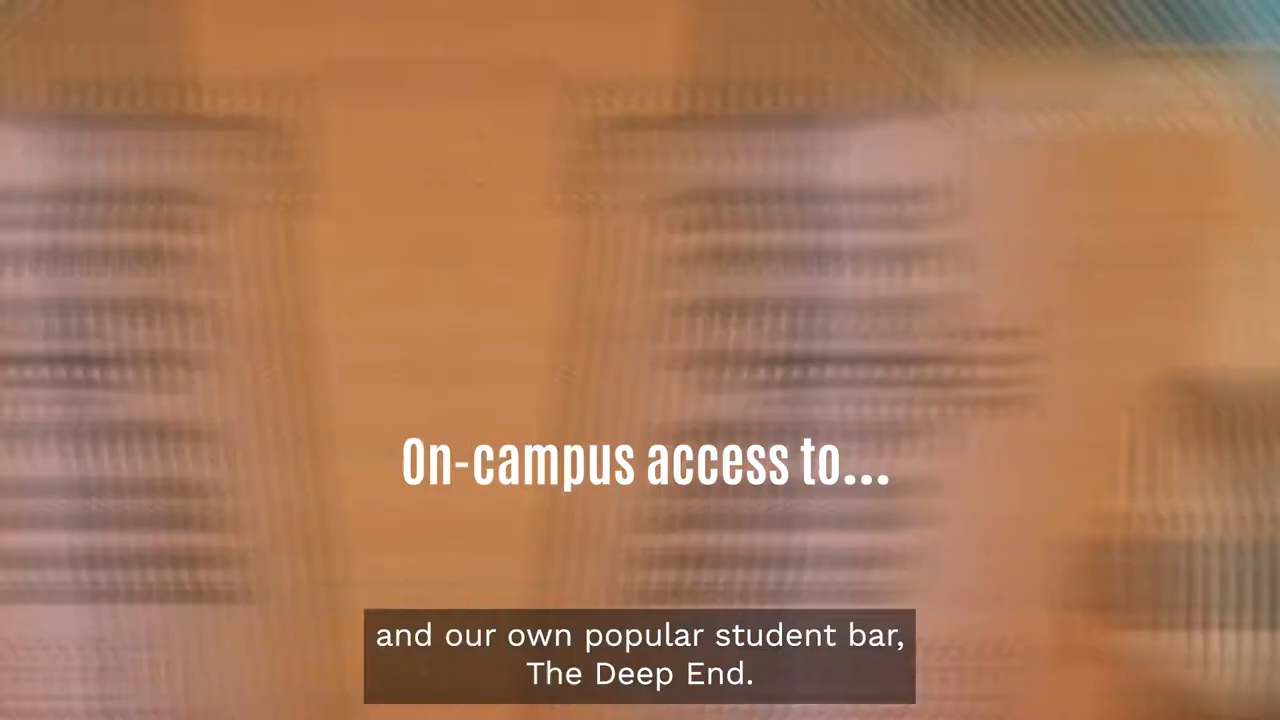 On-campus access to...
and our own popular student bar,
The Deep End.